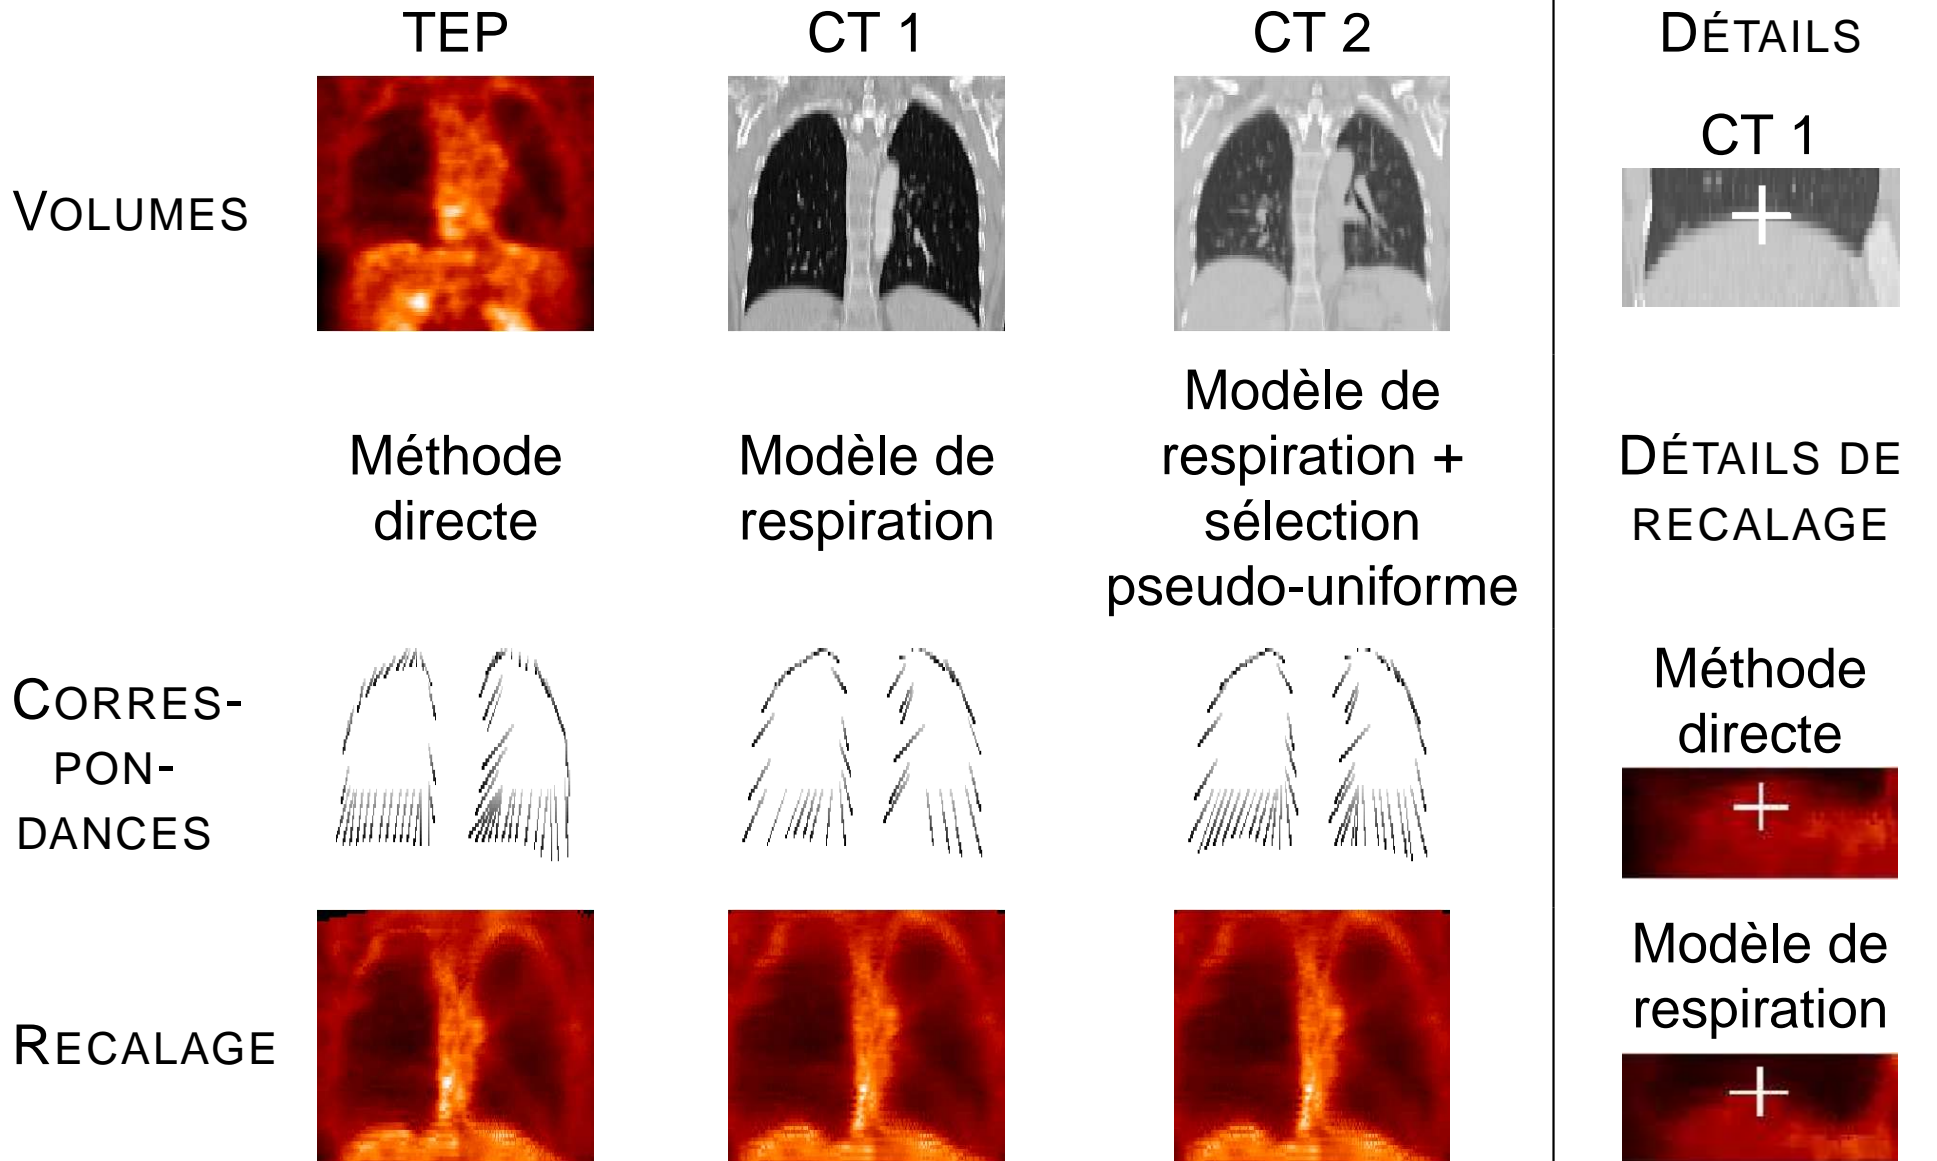 TEP
CT 1
CT 2
DÉTAILS
CT 1
VOLUMES
Méthode
directe
Modèle de
respiration
Modèle de
respiration +
sélection
pseudo-uniforme
DÉTAILS DE
RECALAGE
CORRES-
PON-
DANCES
Méthode
directe
RECALAGE
Modèle de
respiration